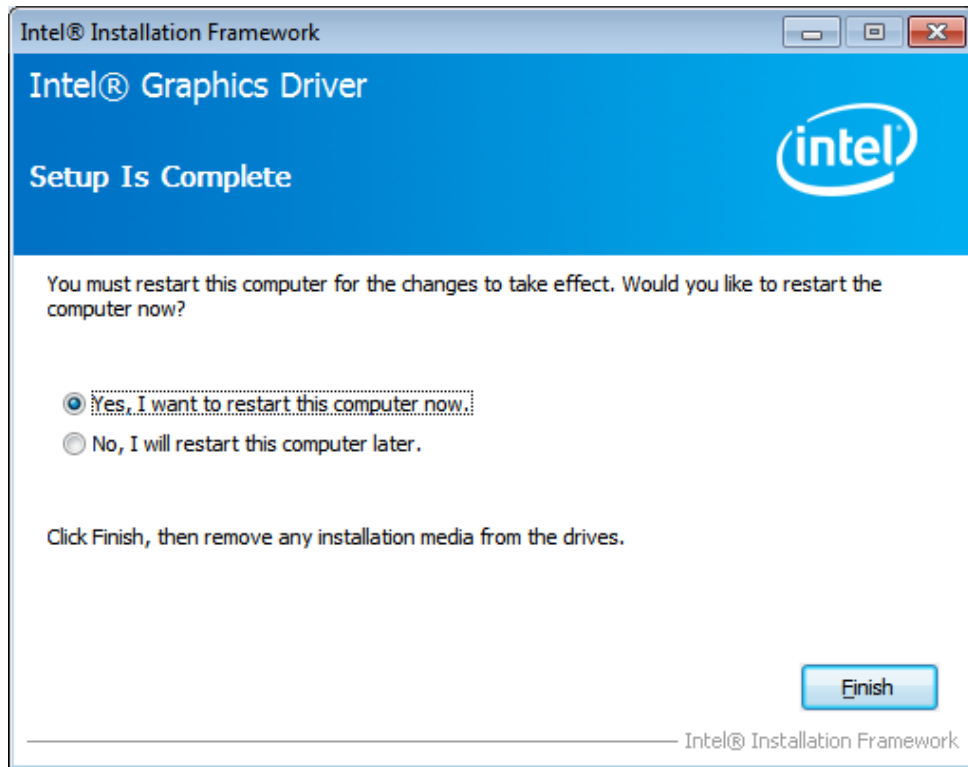 Intel® Installation Framework
Intel® Graphics Driver
intel®
Setup Is Complete
You must restart this computer for the changes to take effect. Would you like to restart the
computer now?
Yes, I want to restart this computer now.
No, I will restart this computer later.
Click Finish, then remove any installation media from the drives.
Finish
Intel® Installation Framework